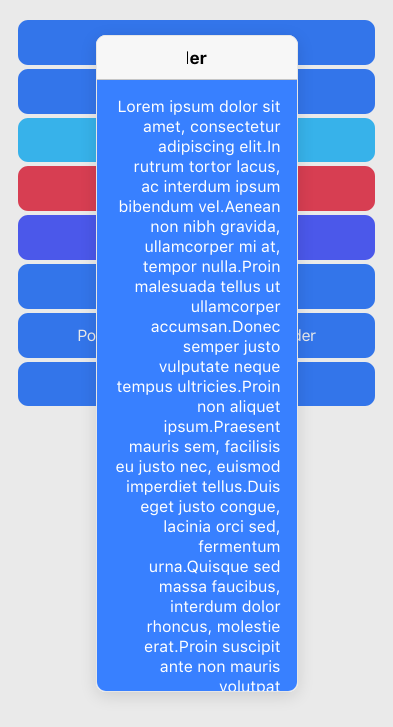 der
Lorem ipsum dolor sit
amet, consectetur
adipiscing elit.In
rutrum tortor lacus,
ac interdum ipsum
bibendum vel.Aenean
non nibh gravida,
ullamcorper mi at,
tempor nulla.Proin
malesuada tellus ut
ullamcorper
accumsan.Donec
semper justo
vulputate neque
tempus ultricies.Proin
non aliquet
ipsum.Praesent
mauris sem, facilisis
eu justo nec, euismod
imperdiet tellus.Duis
eget justo congue,
lacinia orci sed,
fermentum
urna.Quisque sed
massa faucibus,
interdum dolor
rhoncus, molestie
erat.Proin suscipit
ante non mauris
volutpat
Po
der